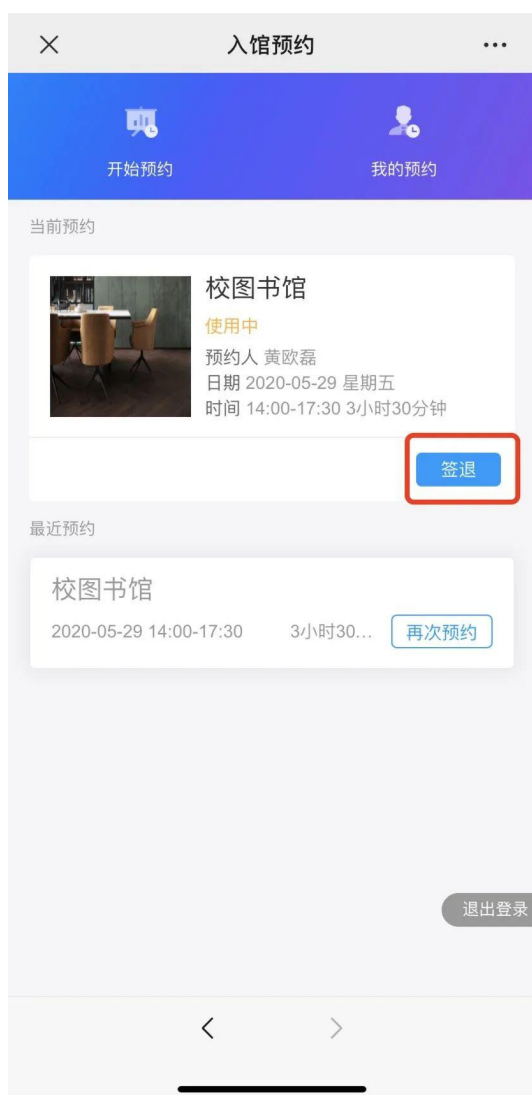 入馆预约
开始预约
我的预约
当前预约
校图书馆
使用中
预约人 黄欧磊
日期 2020-05-29 星期五
时间 14:00-17:30 3小时30分钟
签退
最近预约
校图书馆
2020-05-29 14:00-17:30 3小时30... 再次预约
退出登录